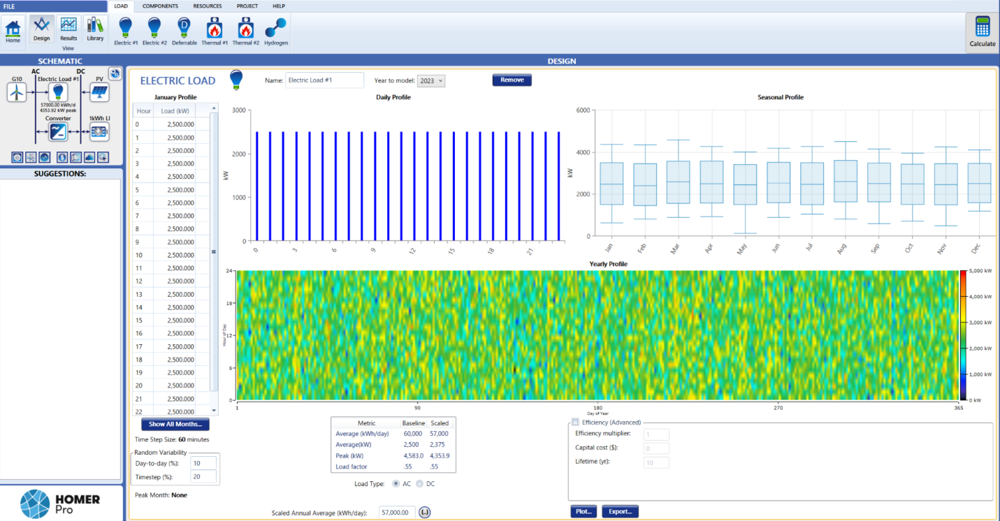 FILE LOAD COMPONENTS RESOURCES PROJECT HELP
Home Design Results Library Electric #1 Electric #2 Deferrable Thermal #1 Thermal #2 Hydrogen Calculate
D
View
SCHEMATIC
AC DC
G10 Electric Load #1 PV
57000.00 kWh/d
4353.92 kW peak
Converter 1kWh LI
SUGGESTIONS:
HOMER
Pro
DESIGN
ELECTRIC LOAD
Name: Electric Load #1 Year to model: 2023 Remove
January Profile
Hour Load (kW)
0 2,500.000
1 2,500.000
2 2,500.000
3 2,500.000
4 2,500.000
5 2,500.000
6 2,500.000
7 2,500.000
8 2,500.000
9 2,500.000
10 2,500.000
11 2,500.000
12 2,500.000
13 2,500.000
14 2,500.000
15 2,500.000
16 2,500.000
17 2,500.000
18 2,500.000
19 2,500.000
20 2,500.000
21 2,500.000
22 2,500.000
Show All Months...
Time Step Size: 60 minutes
Random Variability
Day-to-day (%): 10
Timestep (%): 20
Peak Month: None
Daily Profile
3000
2000
1000
0
kW
0 3 6 9 12 15 18 21
Seasonal Profile
6000
4000
2000
0
kW
Jan Feb Mar Apr May Jun Jul Aug Sep Oct Nov Dec
Yearly Profile
24
18
12
6
0
Hour of Day
1 90 180 270 365
Day of Year
5,000 kW
4,000 kW
3,000 kW
2,000 kW
1,000 kW
0 kW
Metric Baseline Scaled
Average (kWh/day) 60,000 57,000
Average(kW) 2,500 2,375
Peak (kW) 4,583.0 4,353.9
Load factor .55 .55
Load Type: AC DC
Scaled Annual Average (kWh/day): 57,000.00 {..}
Efficiency (Advanced)
Efficiency multiplier: 1
Capital cost ($): 0
Lifetime (yr): 10
Plot... Export...